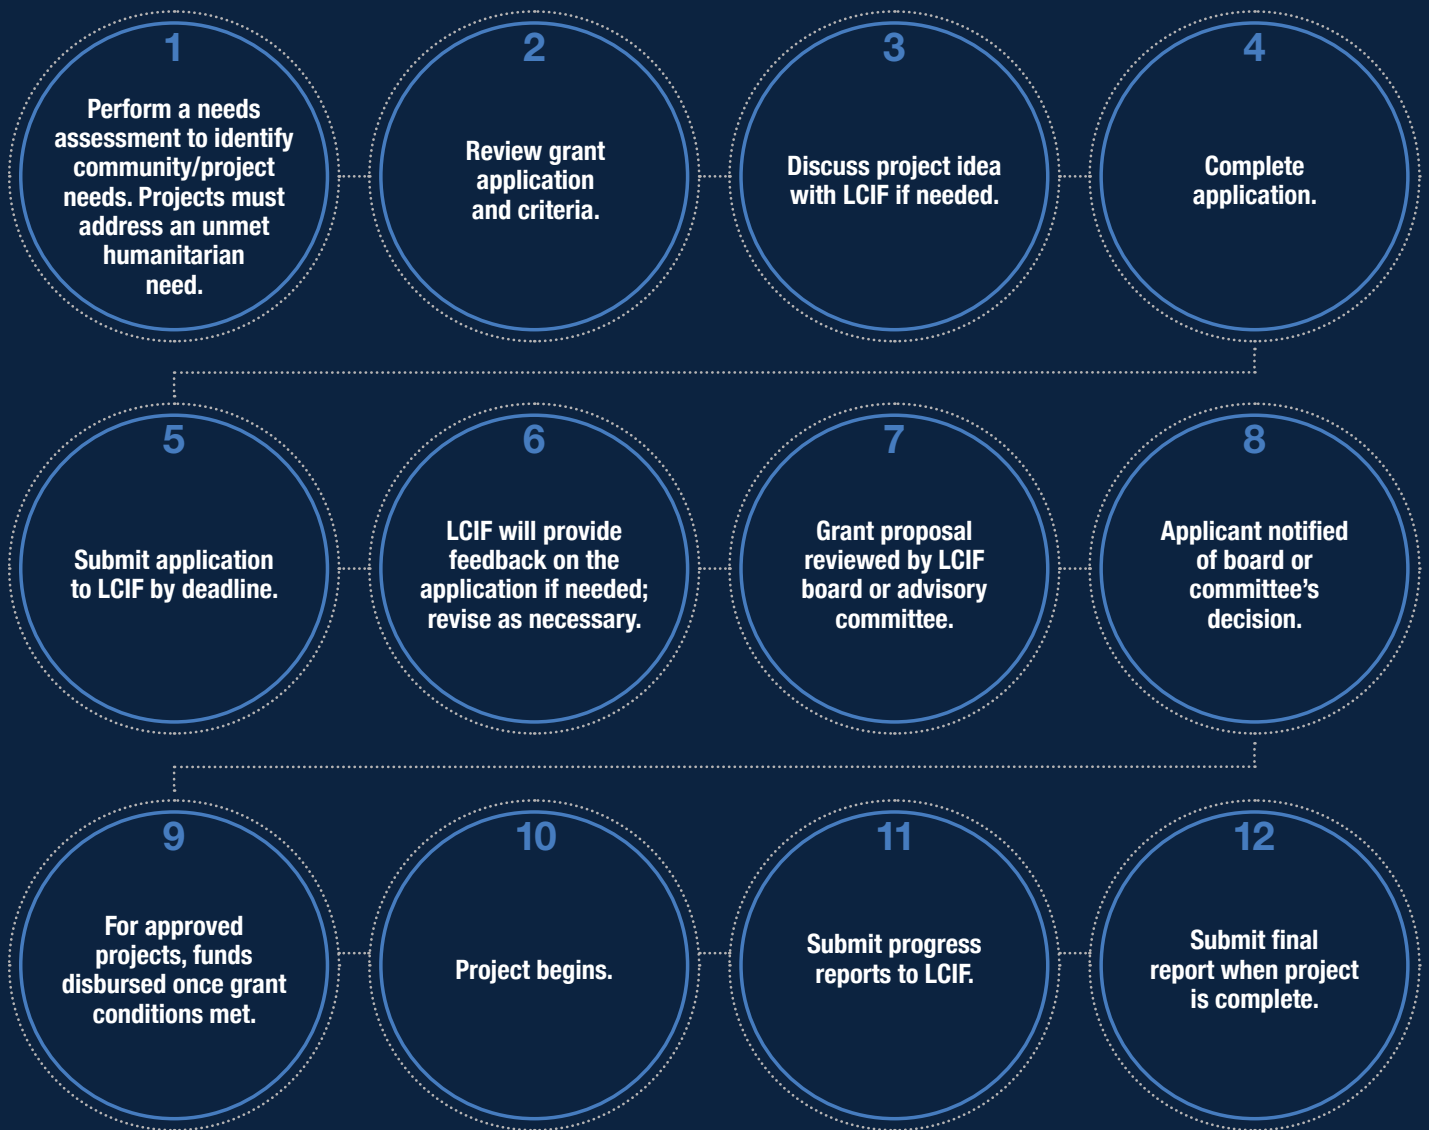 1
Perform a needs
assessment to identify
community/project
needs. Projects must
address an unmet
humanitarian
need.
2
Review grant
application
and criteria.
3
Discuss project idea
with LCIF if needed.
4
Complete
application.
5
Submit application
to LCIF by deadline.
6
LCIF will provide
feedback on the
application if needed;
revise as necessary.
7
Grant proposal
reviewed by LCIF
board or advisory
committee.
8
Applicant notified
of board or
committee’s
decision.
9
For approved
projects, funds
disbursed once grant
conditions met.
10
Project begins.
11
Submit progress
reports to LCIF.
12
Submit final
report when project
is complete.